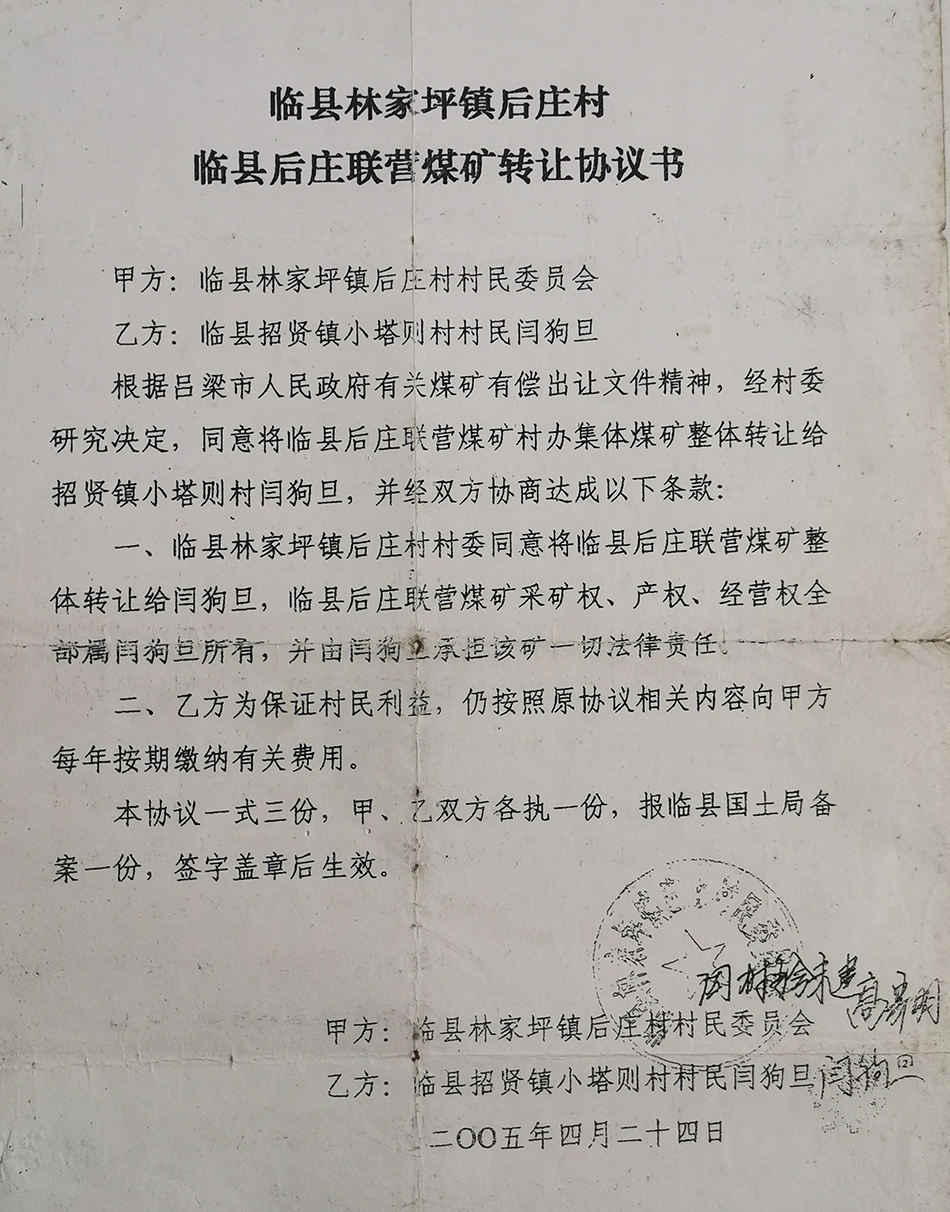 临县林家坪镇后庄村
临县后庄联营煤矿转让协议书
甲方：临县林家坪镇后庄村村民委员会
乙方：临县招贤镇小塔则村村民闫狗旦
根据吕梁市人民政府有关煤矿有偿出让文件精神，经村委
研究决定，同意将临县后庄联营煤矿村办集体煤矿整体转让给
招贤镇小塔则村闫狗旦，并经双方协商达成以下条款：
一、临县林家坪镇后庄村村委同意将临县后庄联营煤矿整
体转让给闫狗旦，临县后庄联营煤矿采矿权、产权、经营权全
部属闫狗旦所有，并由闫狗旦承担该矿一切法律责任。
二、乙方为保证村民利益，仍按照原协议相关内容向甲方
每年按期缴纳有关费用。
本协议一式三份，甲、乙双方各执一份，报临县国土局备
案一份，签字盖章后生效。
甲方：临县林家坪镇后庄村村民委员会
乙方：临县招贤镇小塔则村村民闫狗旦 闫狗旦
二〇〇五年四月二十四日